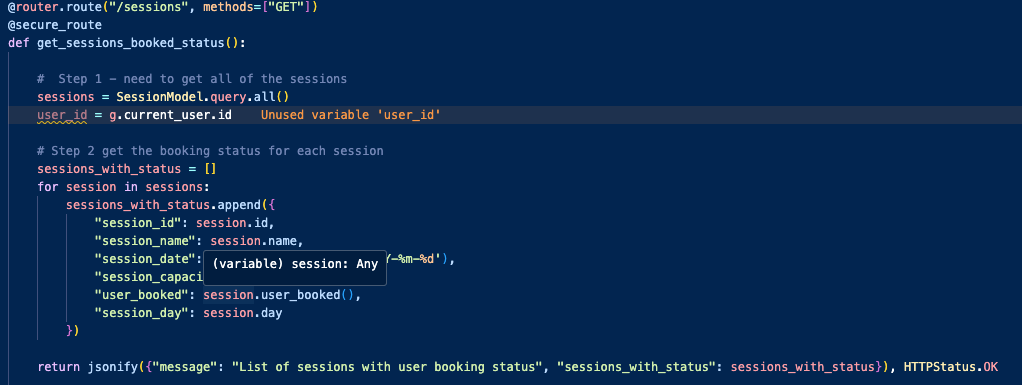 @router.route("/sessions", methods=["GET"])
@secure_route
def get_sessions_booked_status():
#  Step 1 – need to get all of the sessions
sessions = SessionModel.query.all()
user_id = g.current_user.id    Unused variable 'user_id'
# Step 2 get the booking status for each session
sessions_with_status = []
for session in sessions:
sessions_with_status.append({
"session_id": session.id,
"session_name": session.name,
"session_date": Y-%m-%d'),
(variable) session: Any
"session_capaci
"user_booked": session.user_booked(),
"session_day": session.day
})
return jsonify({"message": "List of sessions with user booking status", "sessions_with_status": sessions_with_status}), HTTPStatus.OK